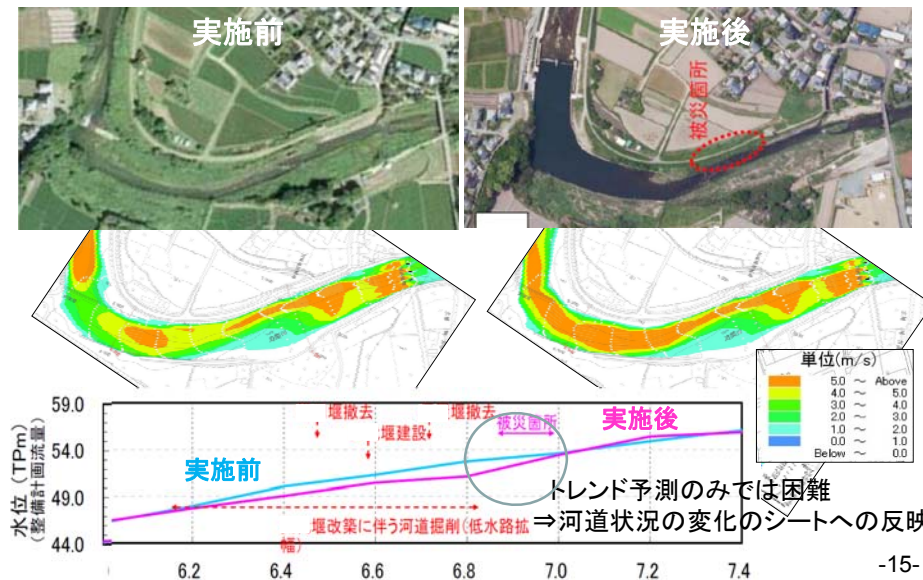 実施前
実施後
被災箇所
単位(m/s)
5.0 ～ Above
4.0 ～ 5.0
3.0 ～ 4.0
2.0 ～ 3.0
1.0 ～ 2.0
0.0 ～ 1.0
Below ～ 0.0
水位(TPm)
(整備計画流量)
59.0
54.0
49.0
44.0
堰撤去
堰建設
堰撤去
被災箇所
実施後
実施前
堰改築に伴う河道掘削(低水路拡
幅)
トレンド予測のみでは困難
⇒河道状況の変化のシートへの反映
6.2 6.4 6.6 6.8 7.0 7.2 7.4
-15-